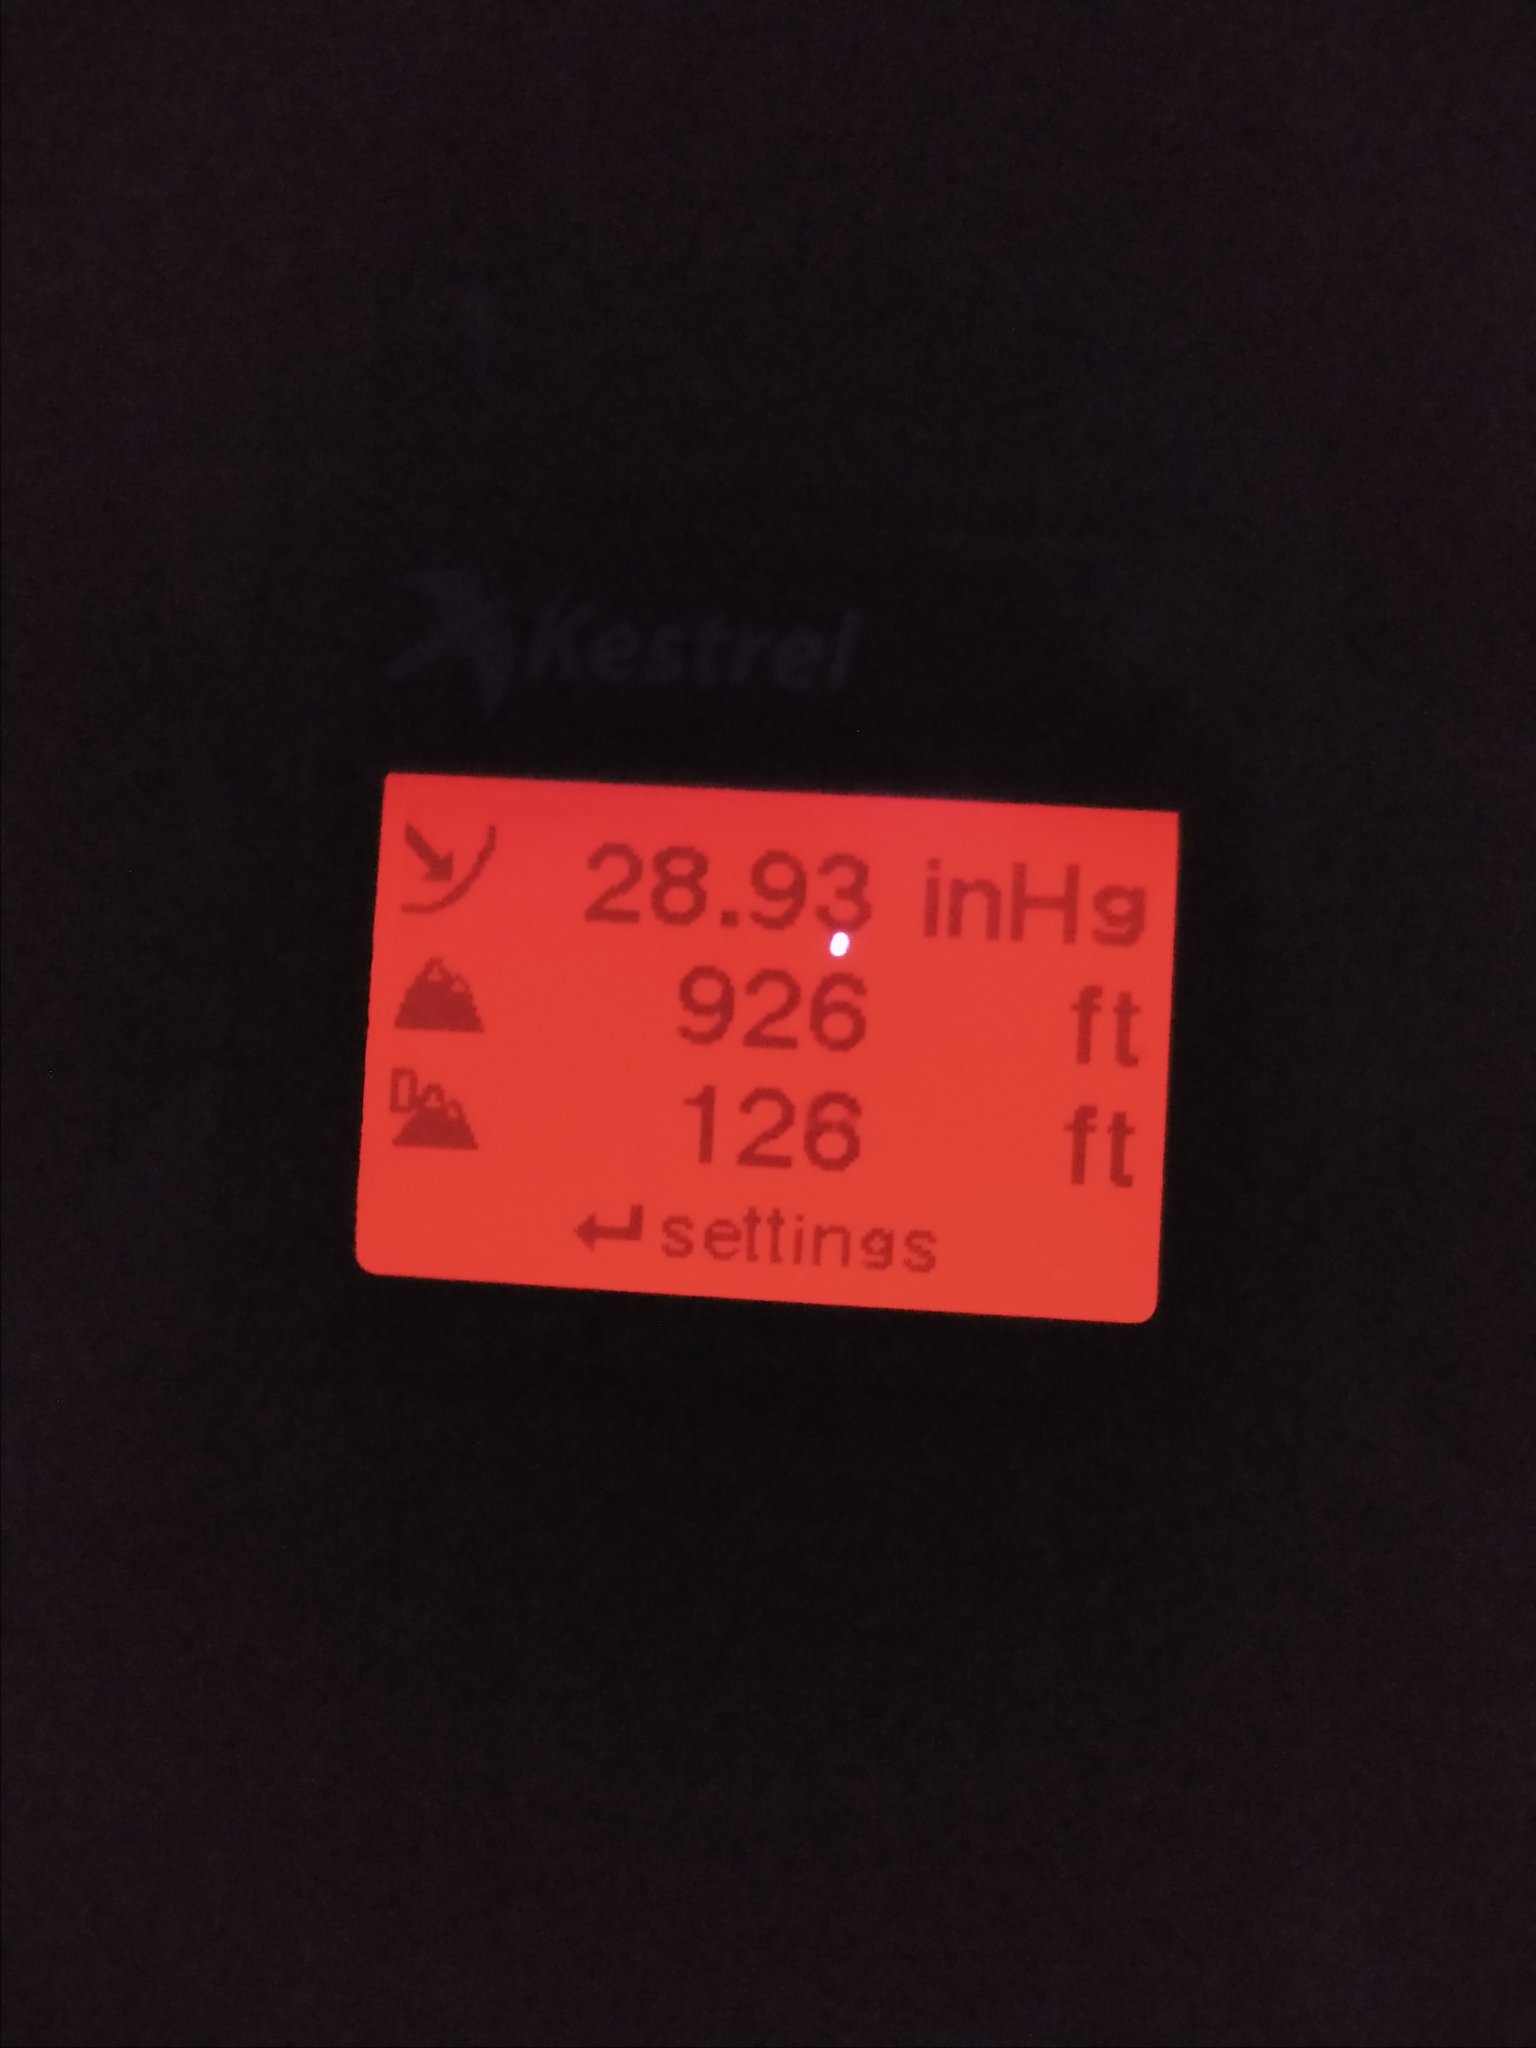 Kestrel
28.93 inHg
926 ft
D 126 ft
settings